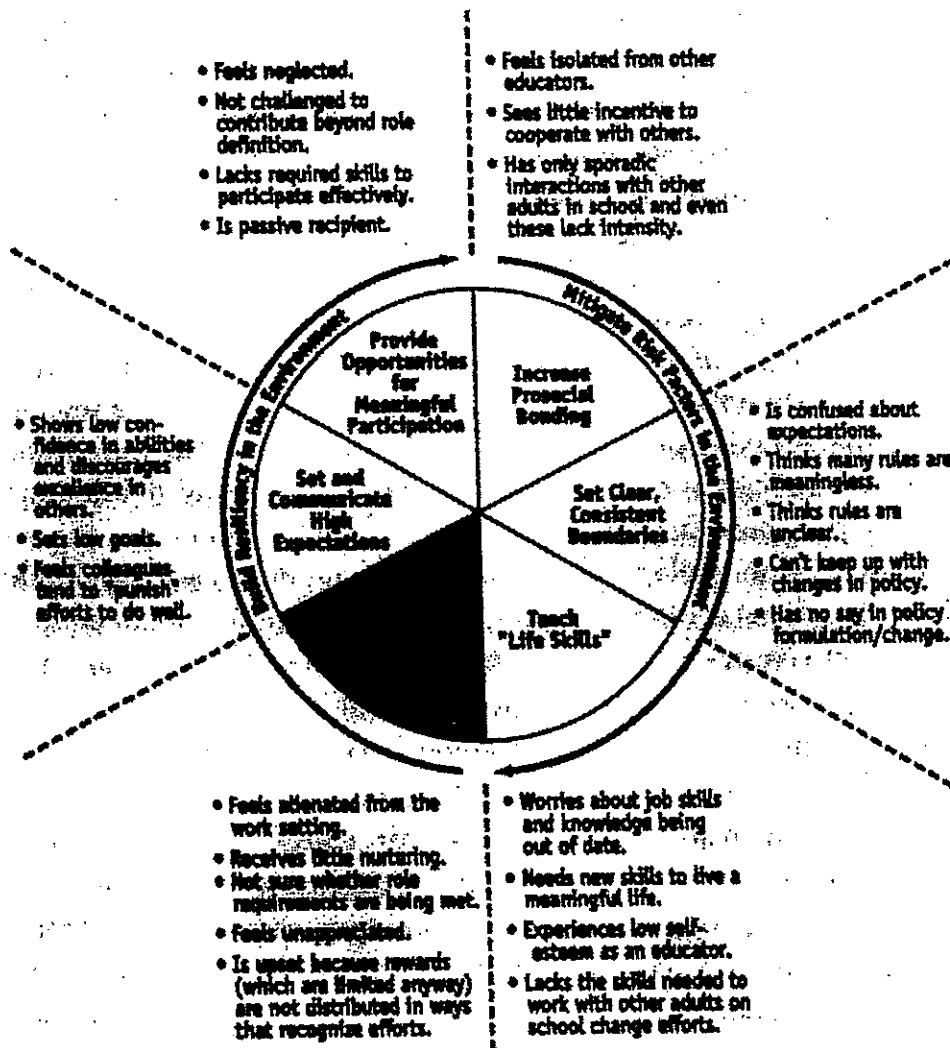 • Feels neglected.
• Not challenged to
contribute beyond role
definition.
• Lacks required skills to
participate effectively.
• Is passive recipient.
• Feels isolated from other
educators.
• Sees little incentive to
cooperate with others.
• Has only sporadic
interactions with other
adults in school and even
these lack intensity.
Build Resiliency in the Environment
Mitigate Risk Factors in the Environment
Provide
Opportunities
for
Meaningful
Participation
Increase
Prosocial
Bonding
Set and
Communicate
High
Expectations
Set Clear,
Consistent
Boundaries
Teach
"Life Skills"
• Shows low con-
fidence in abilities
and discourages
excellence in
others.
• Sets low goals.
• Feels colleagues
tend to "punish"
efforts to do well.
• Is confused about
expectations.
• Thinks many rules are
meaningless.
• Thinks rules are
unclear.
• Can't keep up with
changes in policy.
• Has no say in policy
formulation/change.
• Feels alienated from the
work setting.
• Receives little nurturing.
• Not sure whether role
requirements are being met.
• Feels unappreciated.
• Is upset because rewards
(which are limited anyway)
are not distributed in ways
that recognize efforts.
• Worries about job skills
and knowledge being
out of date.
• Needs new skills to live a
meaningful life.
• Experiences low self-
esteem as an educator.
• Lacks the skills needed to
work with other adults on
school change efforts.